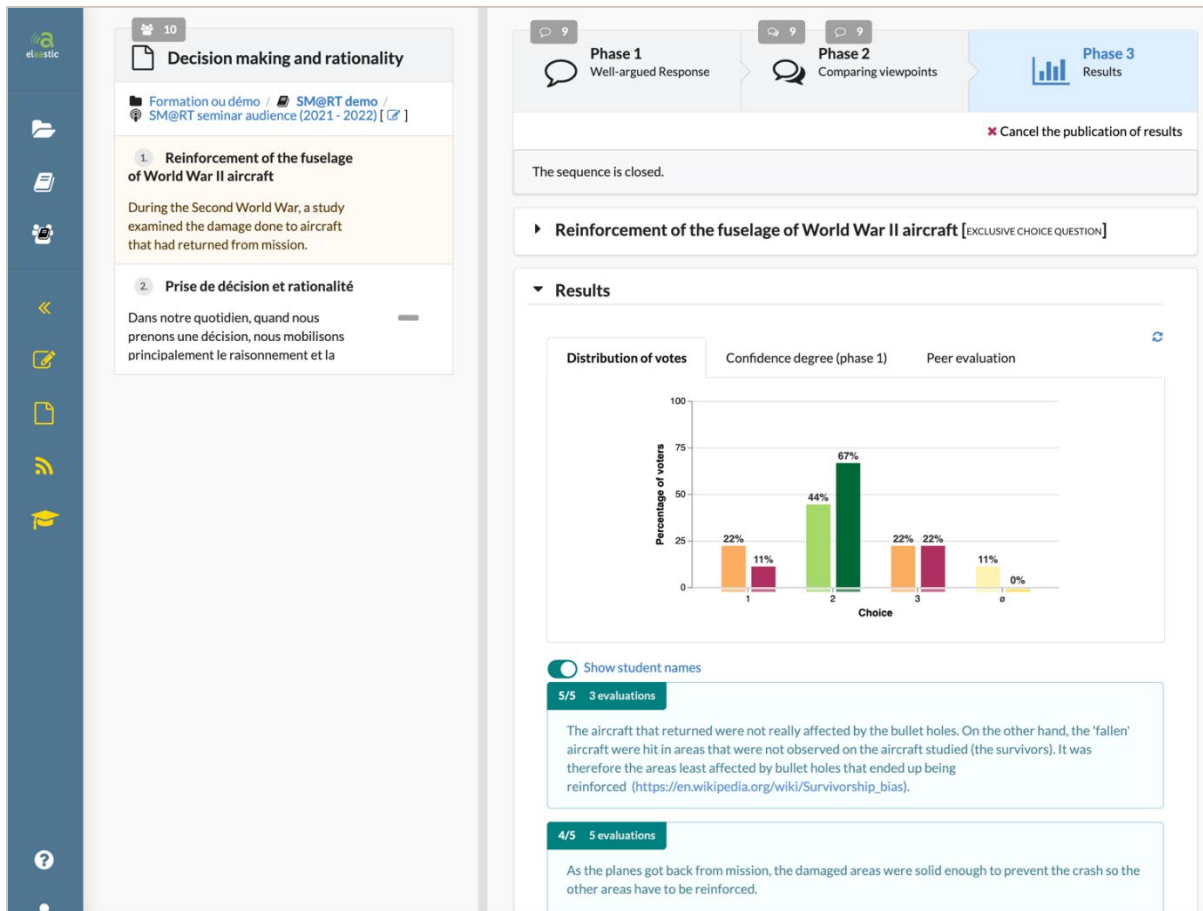 elaastic
10
Decision making and rationality
Formation ou démo / SM@RT demo /
SM@RT seminar audience (2021 - 2022) [ ]
1. Reinforcement of the fuselage
of World War II aircraft
During the Second World War, a study
examined the damage done to aircraft
that had returned from mission.
2. Prise de décision et rationalité
Dans notre quotidien, quand nous
prenons une décision, nous mobilisons
principalement le raisonnement et la
9
Phase 1
Well-argued Response
9
9
Phase 2
Comparing viewpoints
Phase 3
Results
Cancel the publication of results
The sequence is closed.
Reinforcement of the fuselage of World War II aircraft [EXCLUSIVE CHOICE QUESTION]
Results
Distribution of votes
Confidence degree (phase 1)
Peer evaluation
Percentage of voters
100
75
50
25
0
22%
11%
44%
67%
22%
22%
11%
0%
1
2
3
ø
Choice
Show student names
5/5 3 evaluations
The aircraft that returned were not really affected by the bullet holes. On the other hand, the 'fallen'
aircraft were hit in areas that were not observed on the aircraft studied (the survivors). It was
therefore the areas least affected by bullet holes that ended up being
reinforced (https://en.wikipedia.org/wiki/Survivorship_bias).
4/5 5 evaluations
As the planes got back from mission, the damaged areas were solid enough to prevent the crash so the
other areas have to be reinforced.